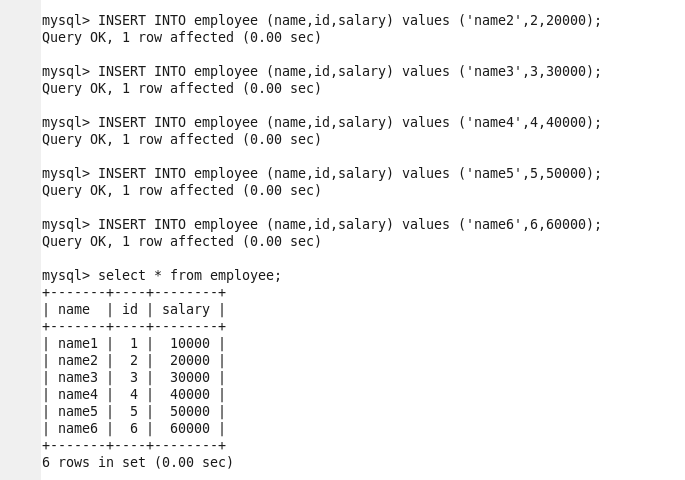 mysql> INSERT INTO employee (name,id,salary) values ('name2',2,20000);
Query OK, 1 row affected (0.00 sec)

mysql> INSERT INTO employee (name,id,salary) values ('name3',3,30000);
Query OK, 1 row affected (0.00 sec)

mysql> INSERT INTO employee (name,id,salary) values ('name4',4,40000);
Query OK, 1 row affected (0.00 sec)

mysql> INSERT INTO employee (name,id,salary) values ('name5',5,50000);
Query OK, 1 row affected (0.00 sec)

mysql> INSERT INTO employee (name,id,salary) values ('name6',6,60000);
Query OK, 1 row affected (0.00 sec)

mysql> select * from employee;
+-------+----+--------+
| name  | id | salary |
+-------+----+--------+
| name1 |  1 |  10000 |
| name2 |  2 |  20000 |
| name3 |  3 |  30000 |
| name4 |  4 |  40000 |
| name5 |  5 |  50000 |
| name6 |  6 |  60000 |
+-------+----+--------+
6 rows in set (0.00 sec)